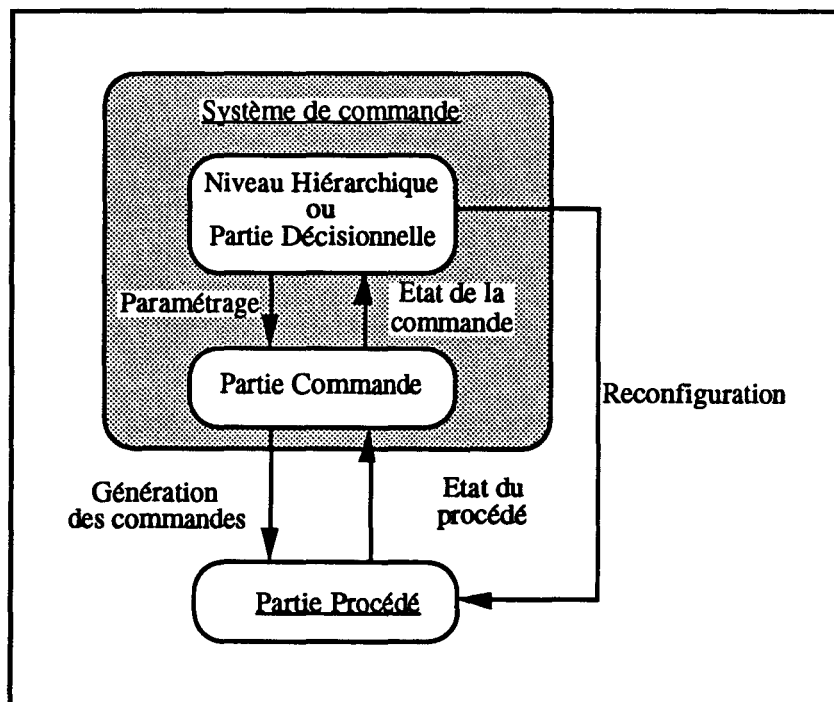 Système de commande
Niveau Hiérarchique
ou
Partie Décisionnelle
Paramétrage
Etat de la
commande
Partie Commande
Reconfiguration
Génération
des commandes
Etat du
procédé
Partie Procédé